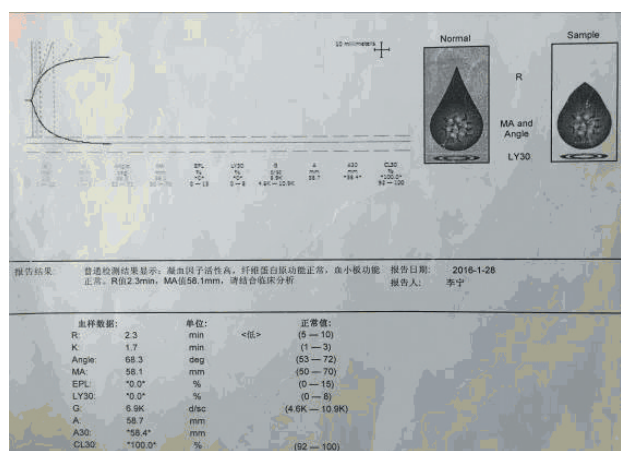 10 millimeters
Normal
Sample
R
MA and
Angle
LY30
Angle MA EPL LY30 G A A30 CL30
% % d/sc mm mm %
*0.0* *0.0* 6.9K 58.7 *58.4* *100.0*
0 — 15 0 — 8 4.6K — 10.9K 92 — 100
报告结果: 普通检测结果显示:凝血因子活性高,纤维蛋白原功能正常,血小板功能 报告日期: 2016-1-28
正常,R值2.3min,MA值58.1mm,请结合临床分析 报告人: 李宁
血样数据: 单位: 正常值:
R: 2.3 min <低> (5 — 10)
K: 1.7 min (1 — 3)
Angle: 68.3 deg (53 — 72)
MA: 58.1 mm (50 — 70)
EPL: *0.0* % (0 — 15)
LY30: *0.0* % (0 — 8)
G: 6.9K d/sc (4.6K — 10.9K)
A: 58.7 mm
A30: *58.4* mm
CL30: *100.0* % (92 — 100)